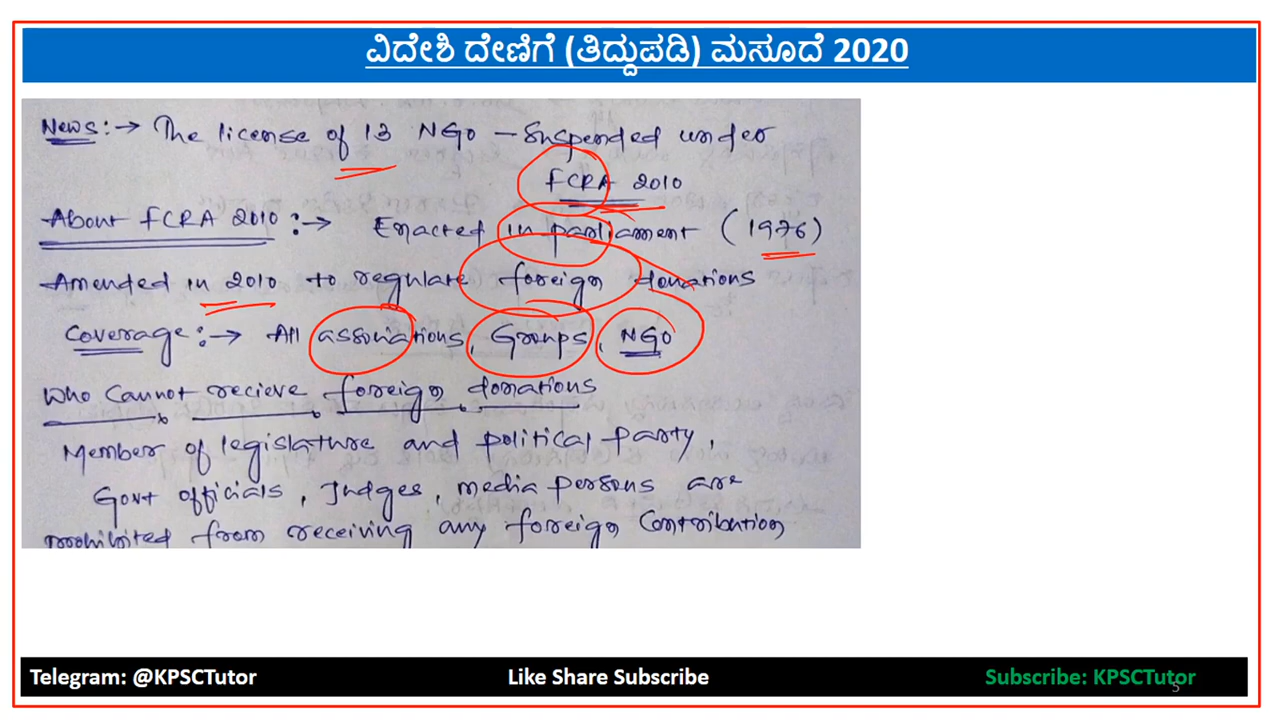 ವಿದೇಶಿ ದೇಣಿಗೆ (ತಿದ್ದುಪಡಿ) ಮಸೂದೆ 2020
News:→ The license of 13 NGO – Suspended under
FCRA 2010
About FCRA 2010 :→ Enacted in parliament (1976)
Amended in 2010 to regulate foreign donations
Coverage:→ All associations, Groups, NGO
Who Cannot recieve foreign donations
Member of legislature and political party,
Govt officials, Judges, media persons are
prohibited from receiving any foreign Contribution
Telegram: @KPSCTutor Like Share Subscribe Subscribe: KPSCTutor
5